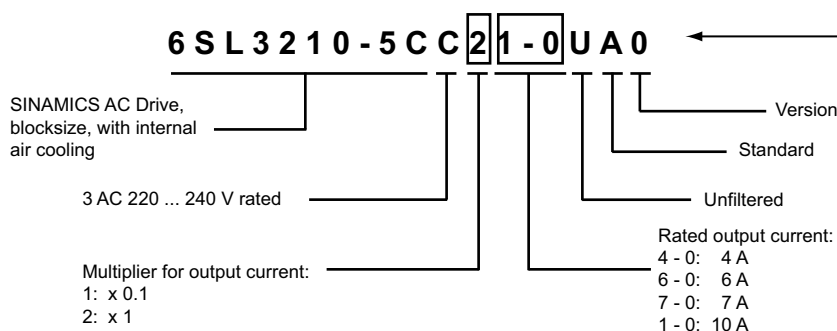 6SL3210-5CC21-0UA0
SINAMICS AC Drive,
blocksize, with internal
air cooling
3 AC 220 ... 240 V rated
Multiplier for output current:
1: x 0.1
2: x 1
Version
Standard
Unfiltered
Rated output current:
4 - 0: 4 A
6 - 0: 6 A
7 - 0: 7 A
1 - 0: 10 A